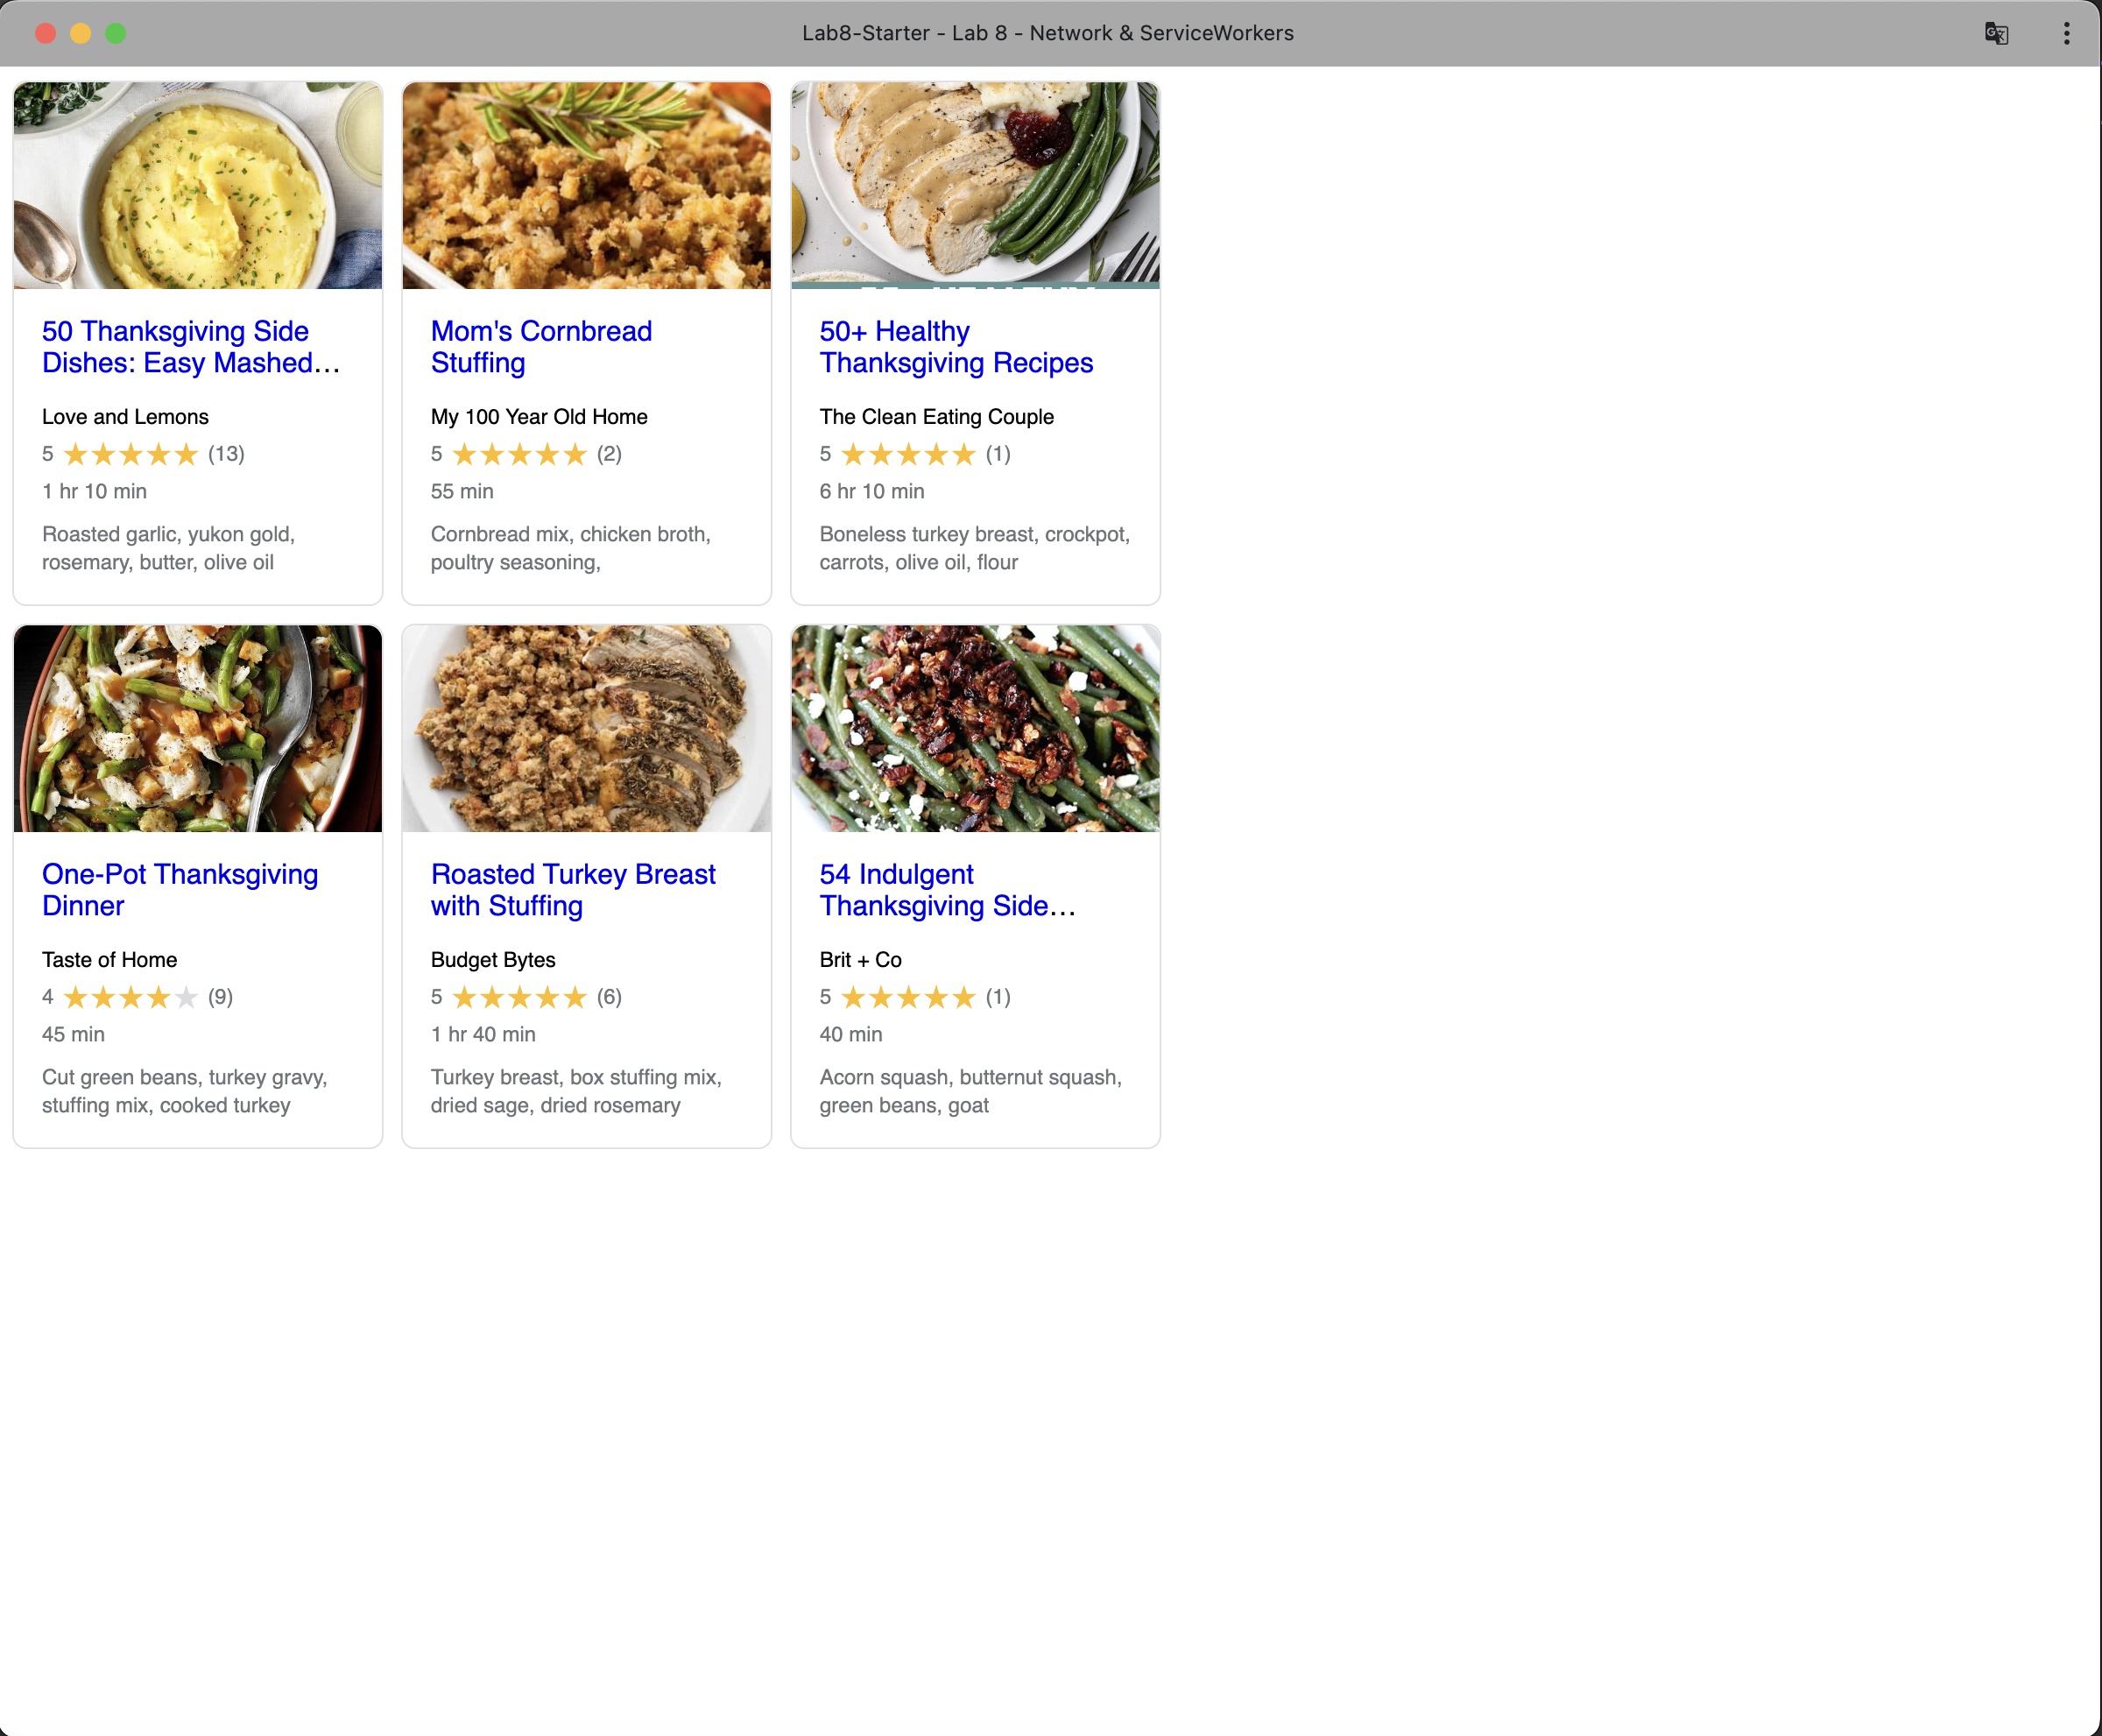 Lab8-Starter - Lab 8 - Network & ServiceWorkers
50 Thanksgiving Side
Dishes: Easy Mashed...
Love and Lemons
5 ★★★★★ (13)
1 hr 10 min
Roasted garlic, yukon gold,
rosemary, butter, olive oil
Mom's Cornbread
Stuffing
My 100 Year Old Home
5 ★★★★★ (2)
55 min
Cornbread mix, chicken broth,
poultry seasoning,
50+ Healthy
Thanksgiving Recipes
The Clean Eating Couple
5 ★★★★★ (1)
6 hr 10 min
Boneless turkey breast, crockpot,
carrots, olive oil, flour
One-Pot Thanksgiving
Dinner
Taste of Home
4 ★★★★★ (9)
45 min
Cut green beans, turkey gravy,
stuffing mix, cooked turkey
Roasted Turkey Breast
with Stuffing
Budget Bytes
5 ★★★★★ (6)
1 hr 40 min
Turkey breast, box stuffing mix,
dried sage, dried rosemary
54 Indulgent
Thanksgiving Side...
Brit + Co
5 ★★★★★ (1)
40 min
Acorn squash, butternut squash,
green beans, goat